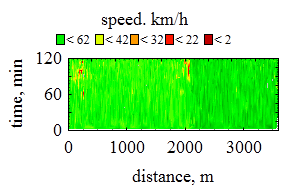 speed. km/h
< 62 < 42 < 32 < 22 < 2
time, min
120
60
0
0 1000 2000 3000
distance, m